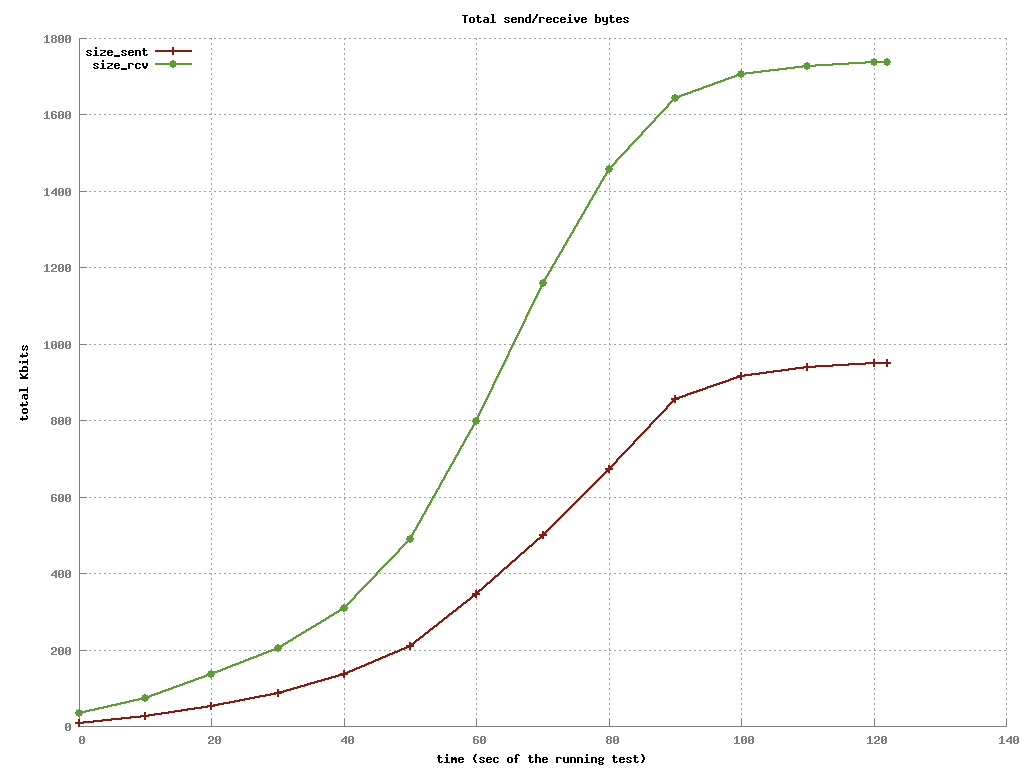 Total send/receive bytes
size_sent
size_rcv
1800
1600
1400
1200
1000
800
600
400
200
0
total Kbits
0 20 40 60 80 100 120 140
time (sec of the running test)